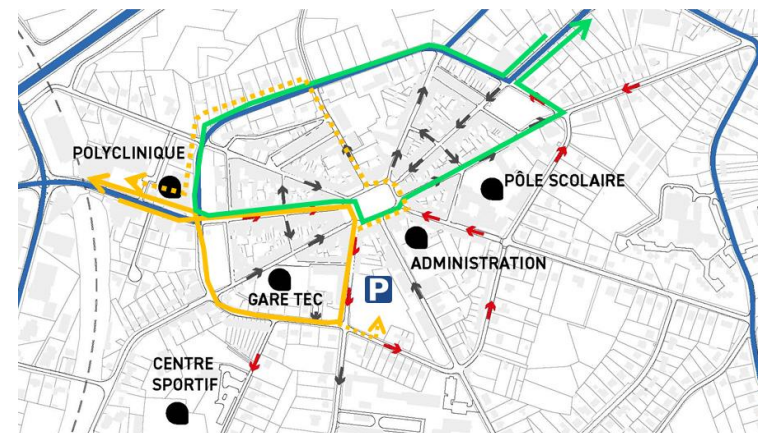 POLYCLINIQUE
PÔLE SCOLAIRE
ADMINISTRATION
GARE TEC
P
CENTRE
SPORTIF